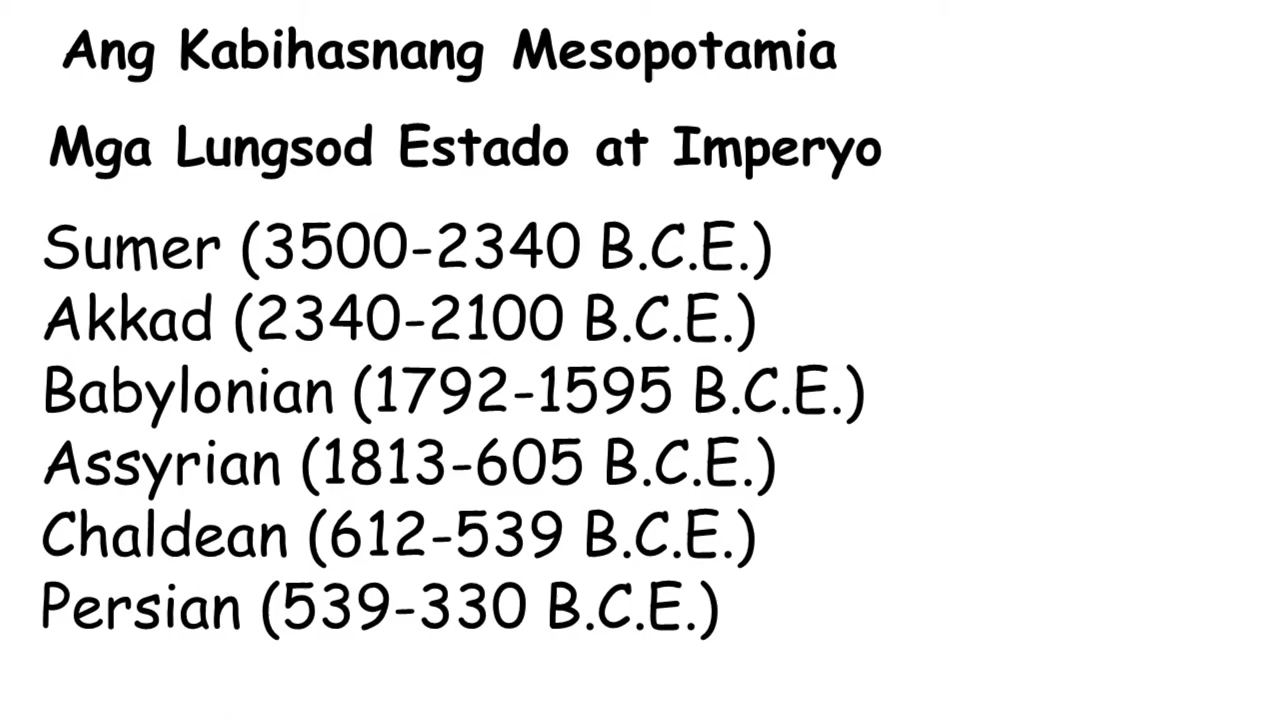 Ang Kabihasnang Mesopotamia
Mga Lungsod Estado at Imperyo
Sumer (3500-2340 B.C.E.)
Akkad (2340-2100 B.C.E.)
Babylonian (1792-1595 B.C.E.)
Assyrian (1813-605 B.C.E.)
Chaldean (612-539 B.C.E.)
Persian (539-330 B.C.E.)